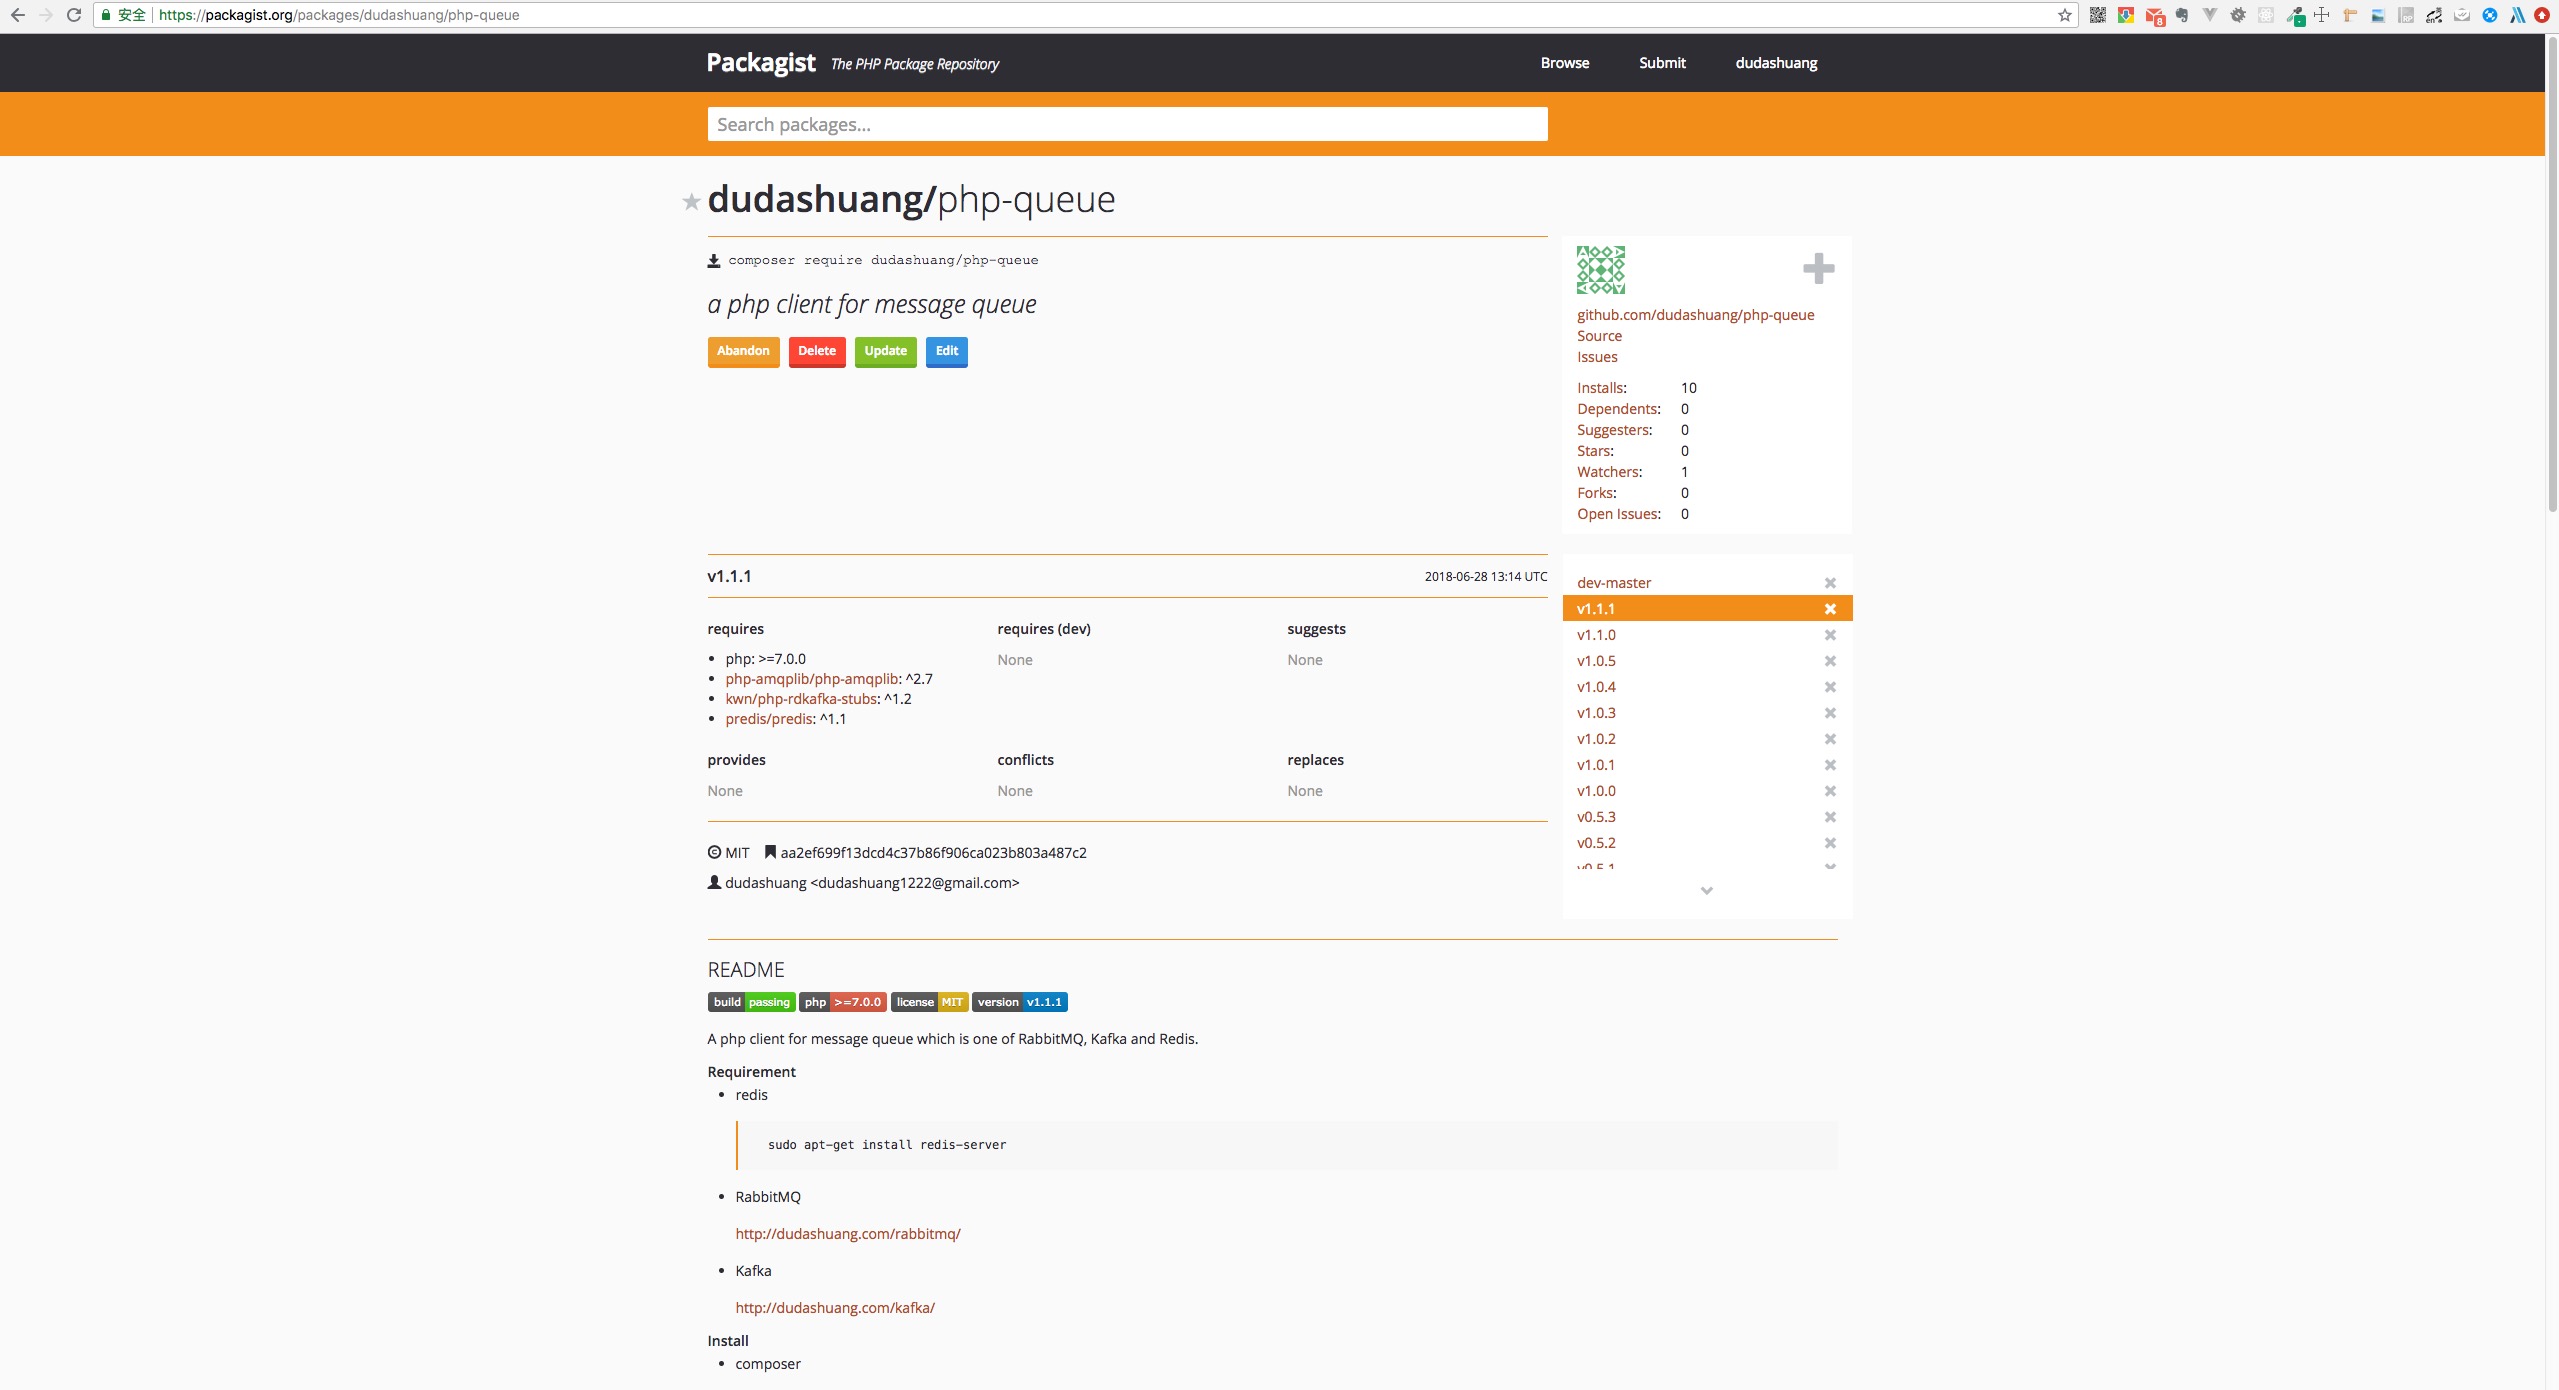 安全 https://packagist.org/packages/dudashuang/php-queue
8
Packagist The PHP Package Repository Browse Submit dudashuang
Search packages...
dudashuang/php-queue
composer require dudashuang/php-queue
a php client for message queue
Abandon Delete Update Edit
github.com/dudashuang/php-queue
Source
Issues
Installs: 10
Dependents: 0
Suggesters: 0
Stars: 0
Watchers: 1
Forks: 0
Open Issues: 0
v1.1.1 2018-06-28 13:14 UTC
requires
php: >=7.0.0
php-amqplib/php-amqplib: ^2.7
kwn/php-rdkafka-stubs: ^1.2
predis/predis: ^1.1
requires (dev)
None
suggests
None
provides
None
conflicts
None
replaces
None
MIT aa2ef699f13dcd4c37b86f906ca023b803a487c2
dudashuang <dudashuang1222@gmail.com>
dev-master
v1.1.1
v1.1.0
v1.0.5
v1.0.4
v1.0.3
v1.0.2
v1.0.1
v1.0.0
v0.5.3
v0.5.2
v0.5.1
README
build passing php >=7.0.0 license MIT version v1.1.1
A php client for message queue which is one of RabbitMQ, Kafka and Redis.
Requirement
redis
sudo apt-get install redis-server
RabbitMQ
http://dudashuang.com/rabbitmq/
Kafka
http://dudashuang.com/kafka/
Install
composer